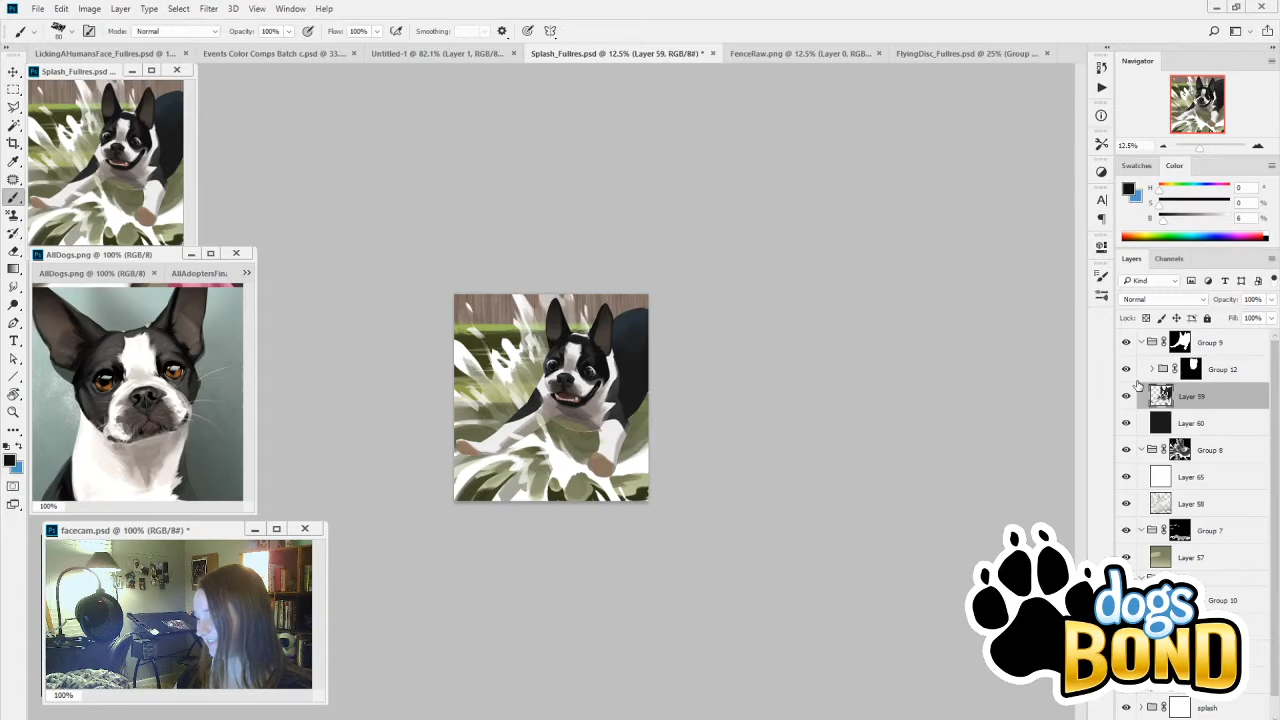 File Edit Image Layer Type Select Filter 3D View Window Help
80 Mode: Normal Opacity: 100% Flow: 100% Smoothing:
LickingAHumansFace_Fullres.psd @ 1... × Events Color Comps Batch c.psd @ 33.... × Untitled-1 @ 82.1% (Layer 1, RGB/8... × Splash_Fullres.psd @ 12.5% (Layer 59, RGB/8#) * × FenceRaw.png @ 12.5% (Layer 0, RGB... × FlyingDisc_Fullres.psd @ 25% (Group ... ×
Splash_Fullres.psd ...
AllDogs.png @ 100% (RGB/8)
AllDogs.png @ 100% (RGB/8) × AllAdoptersFin
100%
facecam.psd @ 100% (RGB/8#) *
100%
Navigator
12.5%
Swatches Color
H 0 °
S 0 %
B 6 %
Layers Channels
Kind
Normal Opacity: 100%
Lock: Fill: 100%
Group 9
Group 12
Layer 59
Layer 60
Group 8
Layer 65
Layer 58
Group 7
Layer 57
Group 10
splash
dogs
BOND